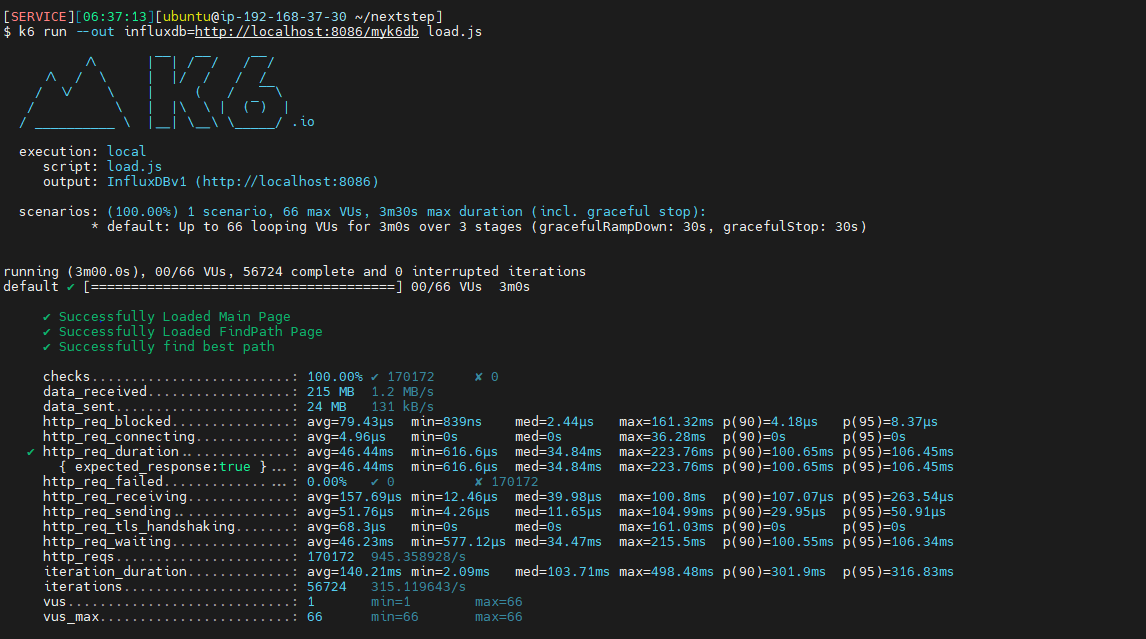 [SERVICE][06:37:13][ubuntu@ip-192-168-37-30 ~/nextstep]
$ k6 run --out influxdb=http://localhost:8086/myk6db load.js
K6
.io
execution: local
script: load.js
output: InfluxDBv1 (http://localhost:8086)
scenarios: (100.00%) 1 scenario, 66 max VUs, 3m30s max duration (incl. graceful stop):
* default: Up to 66 looping VUs for 3m0s over 3 stages (gracefulRampDown: 30s, gracefulStop: 30s)
running (3m00.0s), 00/66 VUs, 56724 complete and 0 interrupted iterations
default ✔ [======================================] 00/66 VUs  3m0s
✔ Successfully Loaded Main Page
✔ Successfully Loaded FindPath Page
✔ Successfully find best path
checks.........................: 100.00% ✔ 170172     ✘ 0
data_received..................: 215 MB  1.2 MB/s
data_sent......................: 24 MB   131 kB/s
http_req_blocked...............: avg=79.43µs  min=839ns    med=2.44µs   max=161.32ms p(90)=4.18µs   p(95)=8.37µs
http_req_connecting............: avg=4.96µs   min=0s       med=0s       max=36.28ms  p(90)=0s       p(95)=0s
✔ http_req_duration..............: avg=46.44ms  min=616.6µs  med=34.84ms  max=223.76ms p(90)=100.65ms p(95)=106.45ms
{ expected_response:true }...: avg=46.44ms  min=616.6µs  med=34.84ms  max=223.76ms p(90)=100.65ms p(95)=106.45ms
http_req_failed................: 0.00%   ✔ 0          ✘ 170172
http_req_receiving.............: avg=157.69µs min=12.46µs  med=39.98µs  max=100.8ms  p(90)=107.07µs p(95)=263.54µs
http_req_sending...............: avg=51.76µs  min=4.26µs   med=11.65µs  max=104.99ms p(90)=29.95µs  p(95)=50.91µs
http_req_tls_handshaking.......: avg=68.3µs   min=0s       med=0s       max=161.03ms p(90)=0s       p(95)=0s
http_req_waiting...............: avg=46.23ms  min=577.12µs med=34.47ms  max=215.5ms  p(90)=100.55ms p(95)=106.34ms
http_reqs......................: 170172  945.358928/s
iteration_duration.............: avg=140.21ms min=2.09ms   med=103.71ms max=498.48ms p(90)=301.9ms  p(95)=316.83ms
iterations.....................: 56724   315.119643/s
vus............................: 1       min=1        max=66
vus_max........................: 66      min=66       max=66